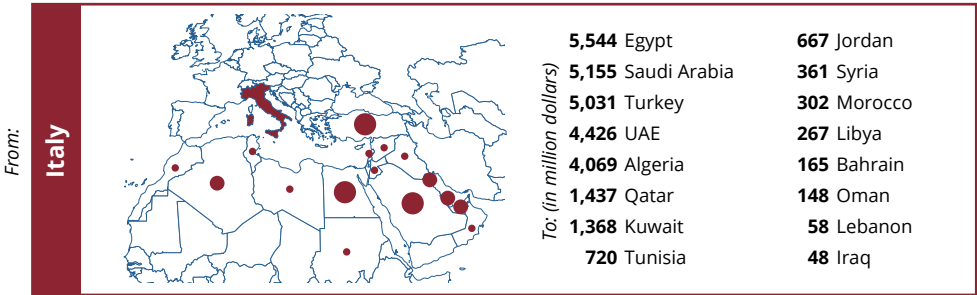 From:
Italy
To: (in million dollars)
5,544 Egypt
5,155 Saudi Arabia
5,031 Turkey
4,426 UAE
4,069 Algeria
1,437 Qatar
1,368 Kuwait
720 Tunisia
667 Jordan
361 Syria
302 Morocco
267 Libya
165 Bahrain
148 Oman
58 Lebanon
48 Iraq